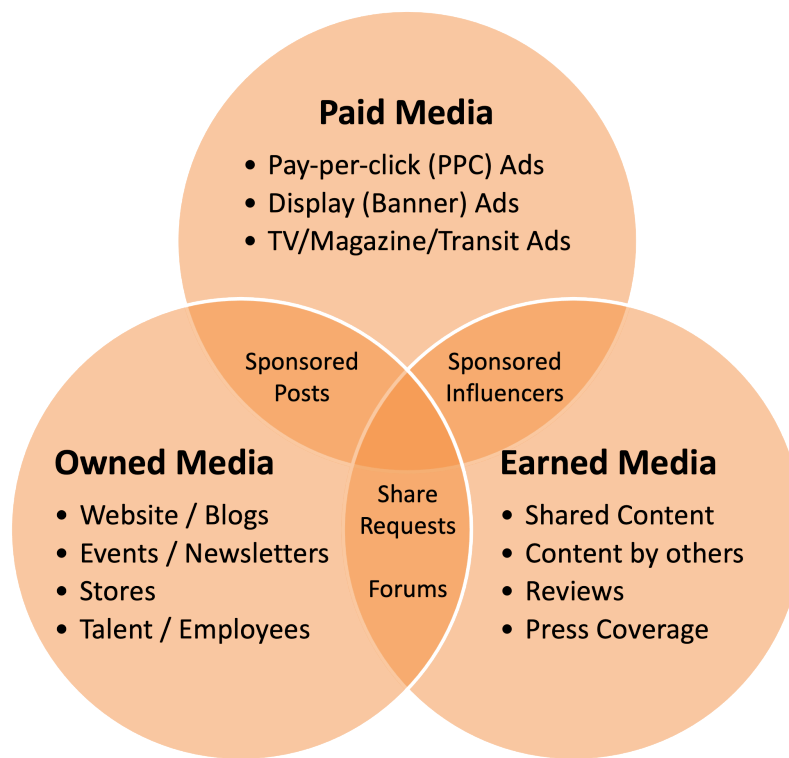 Paid Media
• Pay-per-click (PPC) Ads
• Display (Banner) Ads
• TV/Magazine/Transit Ads
Sponsored
Posts
Sponsored
Influencers
Owned Media
• Website / Blogs
• Events / Newsletters
• Stores
• Talent / Employees
Share
Requests
Forums
Earned Media
• Shared Content
• Content by others
• Reviews
• Press Coverage